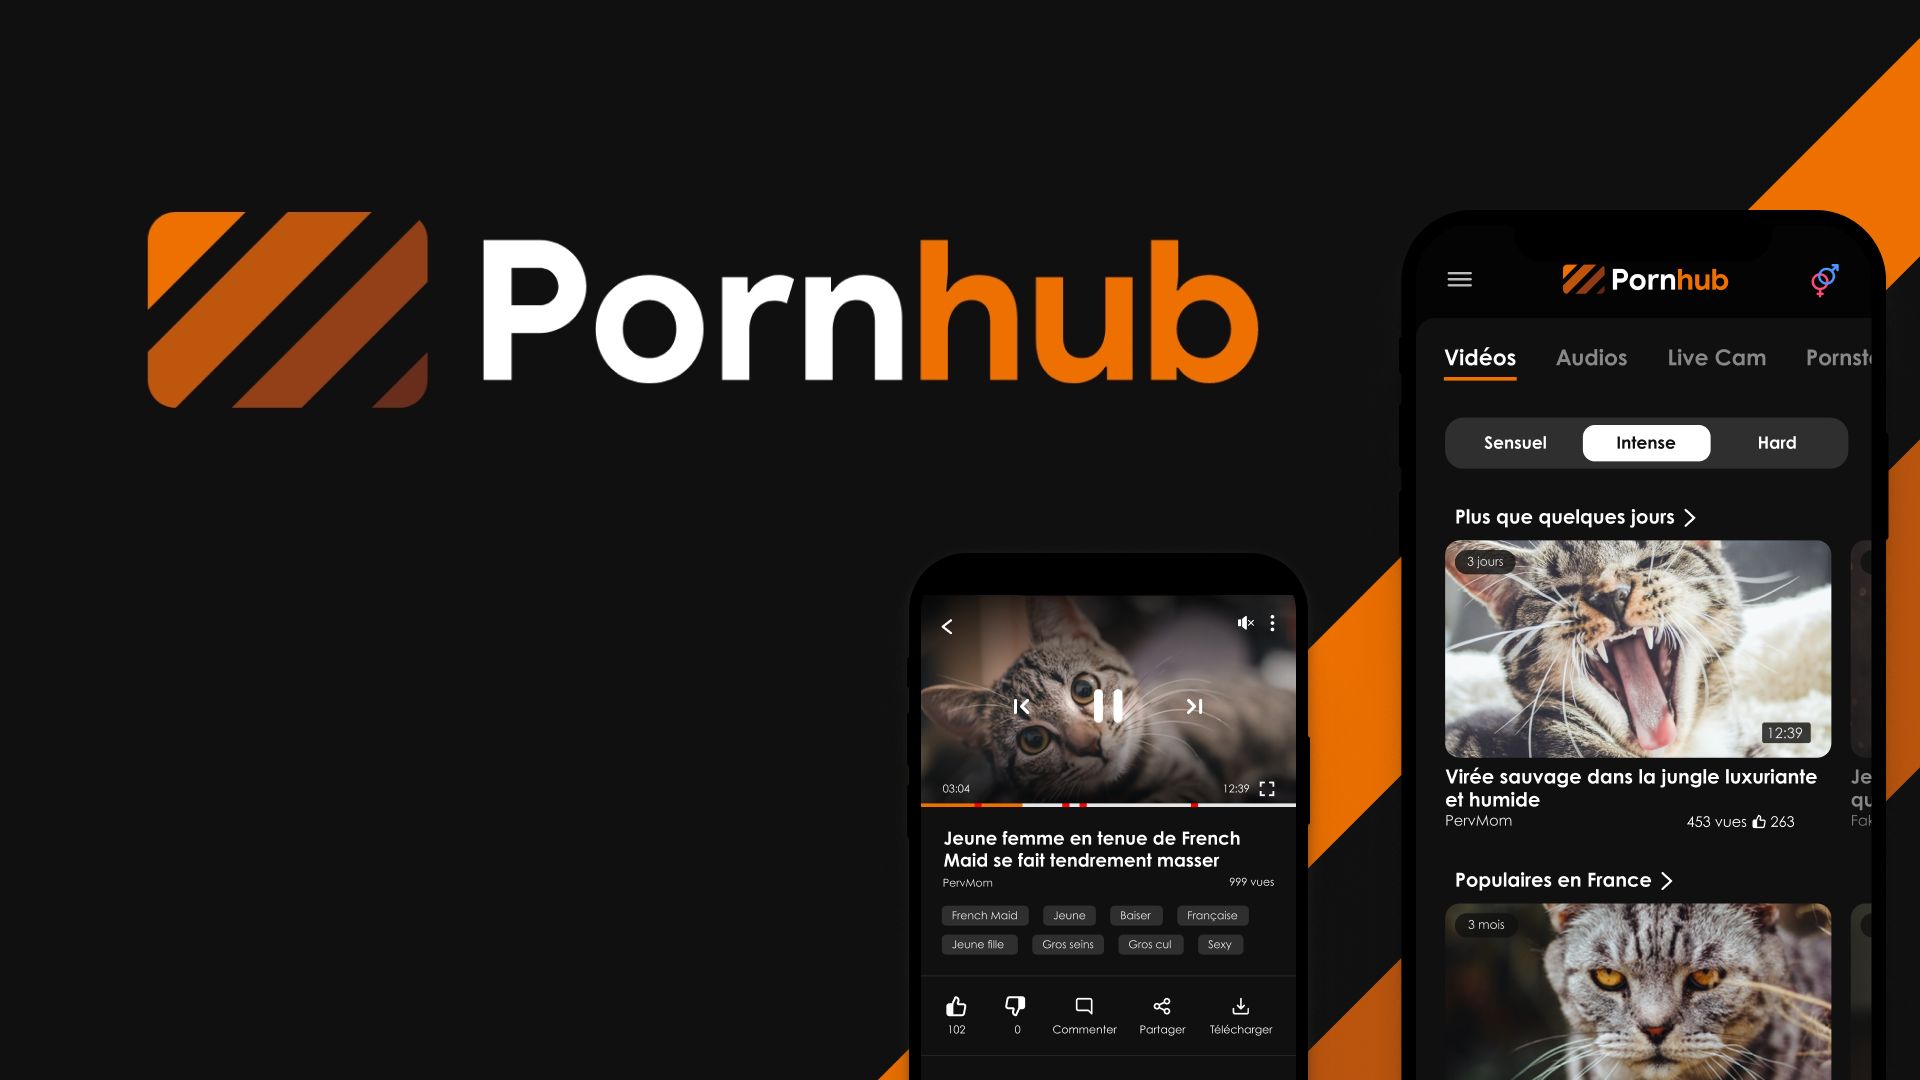 Pornhub
03:04
12:39
Jeune femme en tenue de French
Maid se fait tendrement masser
PervMom
999 vues
French Maid
Jeune
Baiser
Française
Jeune fille
Gros seins
Gros cul
Sexy
102
0
Commenter
Partager
Télécharger
Pornhub
Vidéos
Audios
Live Cam
Pornst
Sensuel
Intense
Hard
Plus que quelques jours
3 jours
12:39
Virée sauvage dans la jungle luxuriante
et humide
PervMom
453 vues
263
Je
qu
Fak
Populaires en France
3 mois